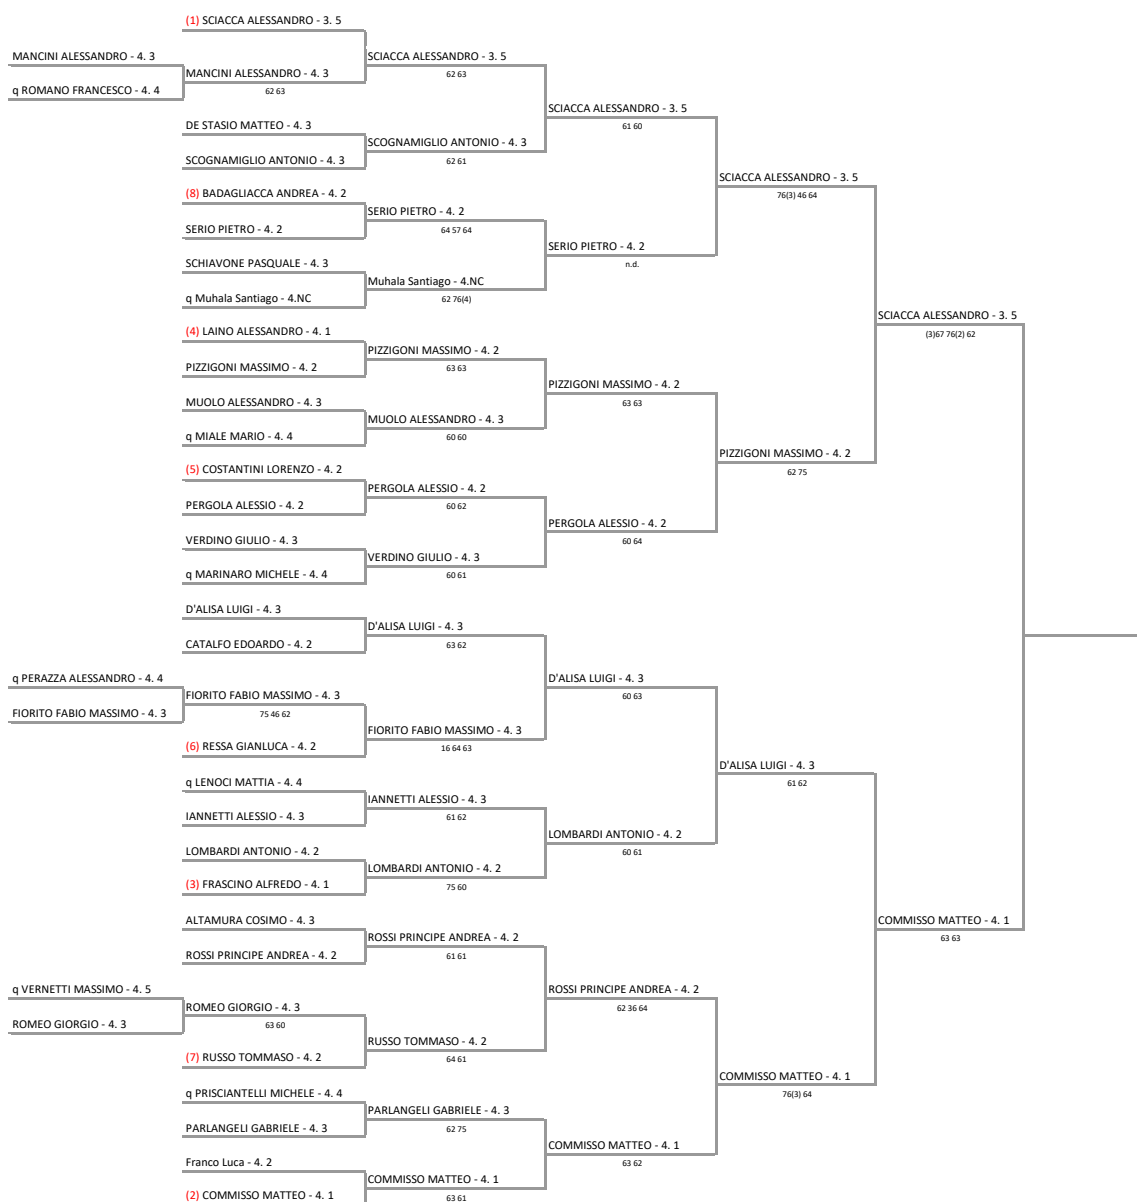 (1) SCIACCA ALESSANDRO - 3. 5
MANCINI ALESSANDRO - 4. 3
SCIACCA ALESSANDRO - 3. 5
MANCINI ALESSANDRO - 4. 3
62 63
q ROMANO FRANCESCO - 4. 4
62 63
SCIACCA ALESSANDRO - 3. 5
DE STASIO MATTEO - 4. 3
61 60
SCOGNAMIGLIO ANTONIO - 4. 3
SCOGNAMIGLIO ANTONIO - 4. 3
62 61
SCIACCA ALESSANDRO - 3. 5
(8) BADAGLIACCA ANDREA - 4. 2
76(3) 46 64
SERIO PIETRO - 4. 2
SERIO PIETRO - 4. 2
64 57 64
SERIO PIETRO - 4. 2
SCHIAVONE PASQUALE - 4. 3
n.d.
Muhala Santiago - 4.NC
q Muhala Santiago - 4.NC
62 76(4)
SCIACCA ALESSANDRO - 3. 5
(4) LAINO ALESSANDRO - 4. 1
(3)67 76(2) 62
PIZZIGONI MASSIMO - 4. 2
PIZZIGONI MASSIMO - 4. 2
63 63
PIZZIGONI MASSIMO - 4. 2
MUOLO ALESSANDRO - 4. 3
63 63
MUOLO ALESSANDRO - 4. 3
q MIALE MARIO - 4. 4
60 60
PIZZIGONI MASSIMO - 4. 2
(5) COSTANTINI LORENZO - 4. 2
62 75
PERGOLA ALESSIO - 4. 2
PERGOLA ALESSIO - 4. 2
60 62
PERGOLA ALESSIO - 4. 2
VERDINO GIULIO - 4. 3
60 64
VERDINO GIULIO - 4. 3
q MARINARO MICHELE - 4. 4
60 61
D'ALISA LUIGI - 4. 3
D'ALISA LUIGI - 4. 3
CATALFO EDOARDO - 4. 2
63 62
q PERAZZA ALESSANDRO - 4. 4
D'ALISA LUIGI - 4. 3
FIORITO FABIO MASSIMO - 4. 3
60 63
FIORITO FABIO MASSIMO - 4. 3
75 46 62
FIORITO FABIO MASSIMO - 4. 3
(6) RESSA GIANLUCA - 4. 2
16 64 63
D'ALISA LUIGI - 4. 3
q LENOCI MATTIA - 4. 4
61 62
IANNETTI ALESSIO - 4. 3
IANNETTI ALESSIO - 4. 3
61 62
LOMBARDI ANTONIO - 4. 2
LOMBARDI ANTONIO - 4. 2
60 61
LOMBARDI ANTONIO - 4. 2
(3) FRASCINO ALFREDO - 4. 1
75 60
ALTAMURA COSIMO - 4. 3
COMMISSO MATTEO - 4. 1
ROSSI PRINCIPE ANDREA - 4. 2
63 63
ROSSI PRINCIPE ANDREA - 4. 2
61 61
q VERNETTI MASSIMO - 4. 5
ROSSI PRINCIPE ANDREA - 4. 2
ROMEO GIORGIO - 4. 3
62 36 64
ROMEO GIORGIO - 4. 3
63 60
RUSSO TOMMASO - 4. 2
(7) RUSSO TOMMASO - 4. 2
64 61
COMMISSO MATTEO - 4. 1
q PRISCIANTELLI MICHELE - 4. 4
76(3) 64
PARLANGELI GABRIELE - 4. 3
PARLANGELI GABRIELE - 4. 3
62 75
COMMISSO MATTEO - 4. 1
Franco Luca - 4. 2
63 62
COMMISSO MATTEO - 4. 1
(2) COMMISSO MATTEO - 4. 1
63 61